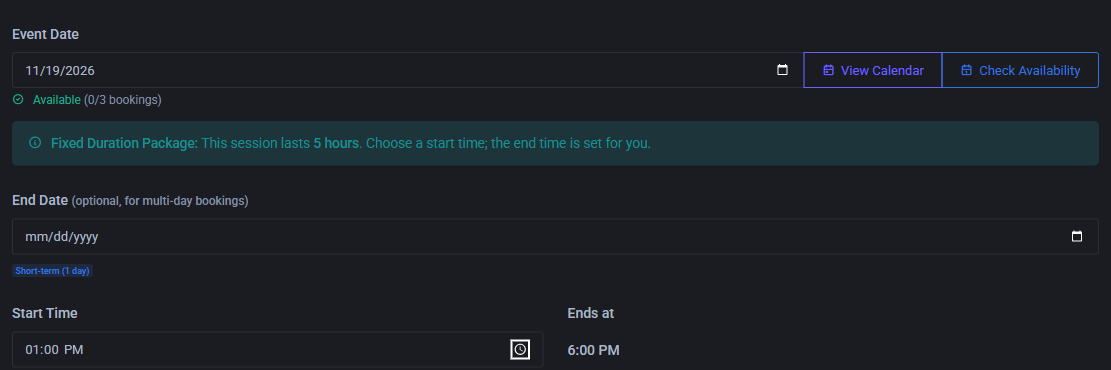 Event Date
11/19/2026
View Calendar
Check Availability
Available (0/3 bookings)
Fixed Duration Package: This session lasts 5 hours. Choose a start time; the end time is set for you.
End Date (optional, for multi-day bookings)
mm/dd/yyyy
Short-term (1 day)
Start Time
Ends at
01:00 PM
6:00 PM